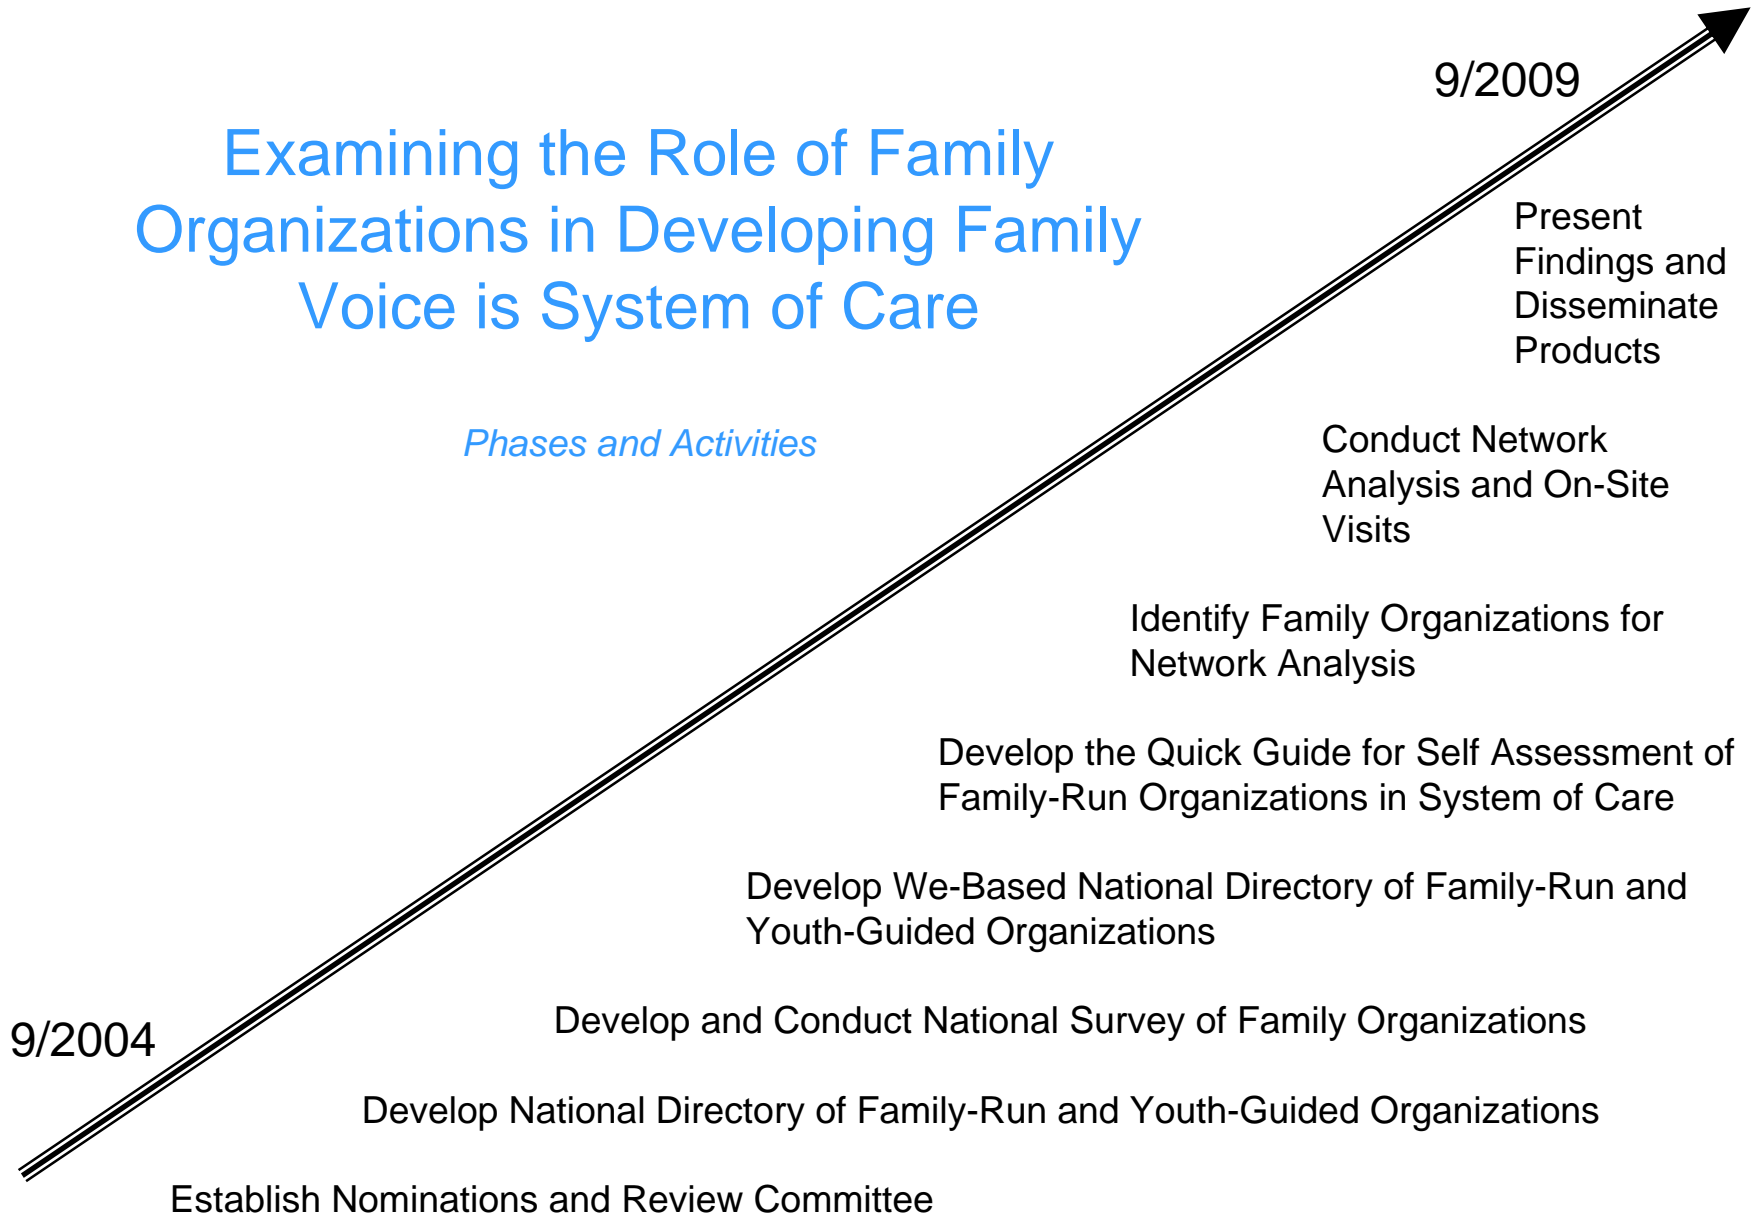 9/2009
Examining the Role of Family
Organizations in Developing Family
Voice is System of Care
Phases and Activities
Present
Findings and
Disseminate
Products
Conduct Network
Analysis and On-Site
Visits
Identify Family Organizations for
Network Analysis
Develop the Quick Guide for Self Assessment of
Family-Run Organizations in System of Care
Develop We-Based National Directory of Family-Run and
Youth-Guided Organizations
Develop and Conduct National Survey of Family Organizations
9/2004
Develop National Directory of Family-Run and Youth-Guided Organizations
Establish Nominations and Review Committee